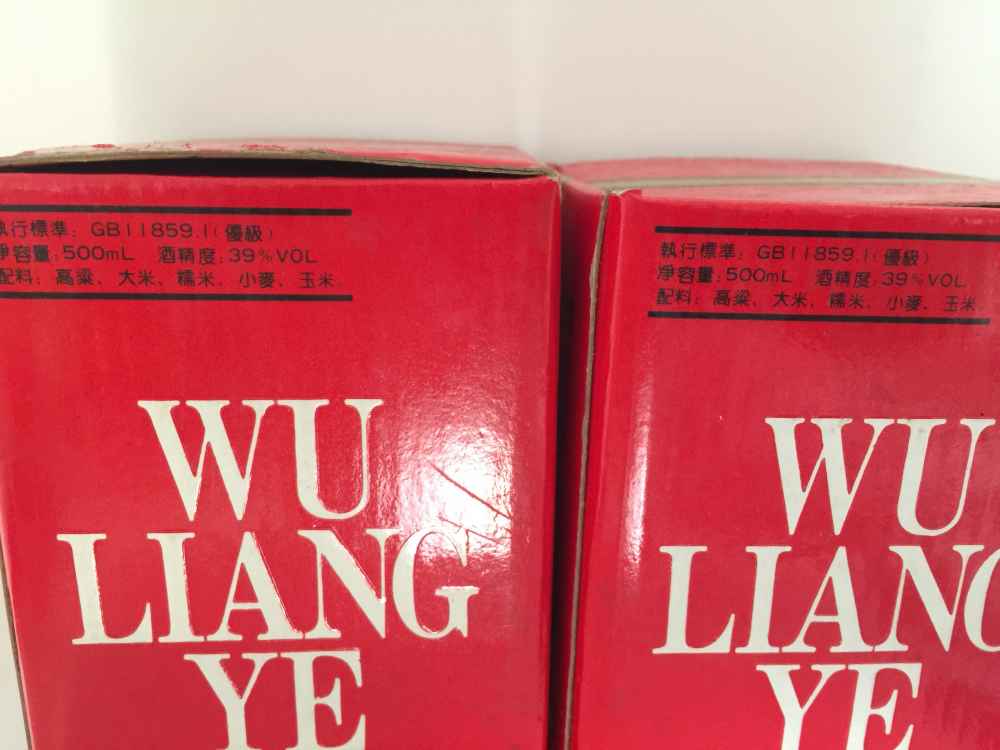 執行標準: GB11859.1(優級)
淨容量:500mL 酒精度:39%VOL
配料: 高粱、大米、糯米、小麥、玉米
WU
LIANG
YE
執行標準: GB11859.1(優級)
淨容量:500mL 酒精度:39%VOL
配料: 高粱、大米、糯米、小麥、玉米
WU
LIANG
YE